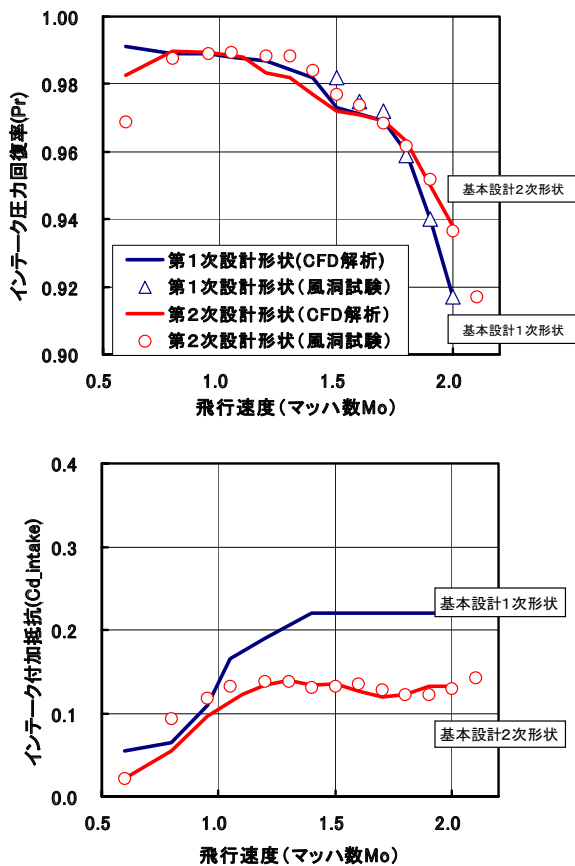 インテーク圧力回復率(Pr)
1.00
0.98
0.96
0.94
0.92
0.90
基本設計2次形状
第1次設計形状(CFD解析)
第1次設計形状(風洞試験)
第2次設計形状(CFD解析)
第2次設計形状(風洞試験)
基本設計1次形状
0.5 1.0 1.5 2.0
飛行速度(マッハ数Mo)
インテーク付加抵抗(Cd_intake)
0.4
0.3
0.2
0.1
0.0
基本設計1次形状
基本設計2次形状
0.5 1.0 1.5 2.0
飛行速度(マッハ数Mo)